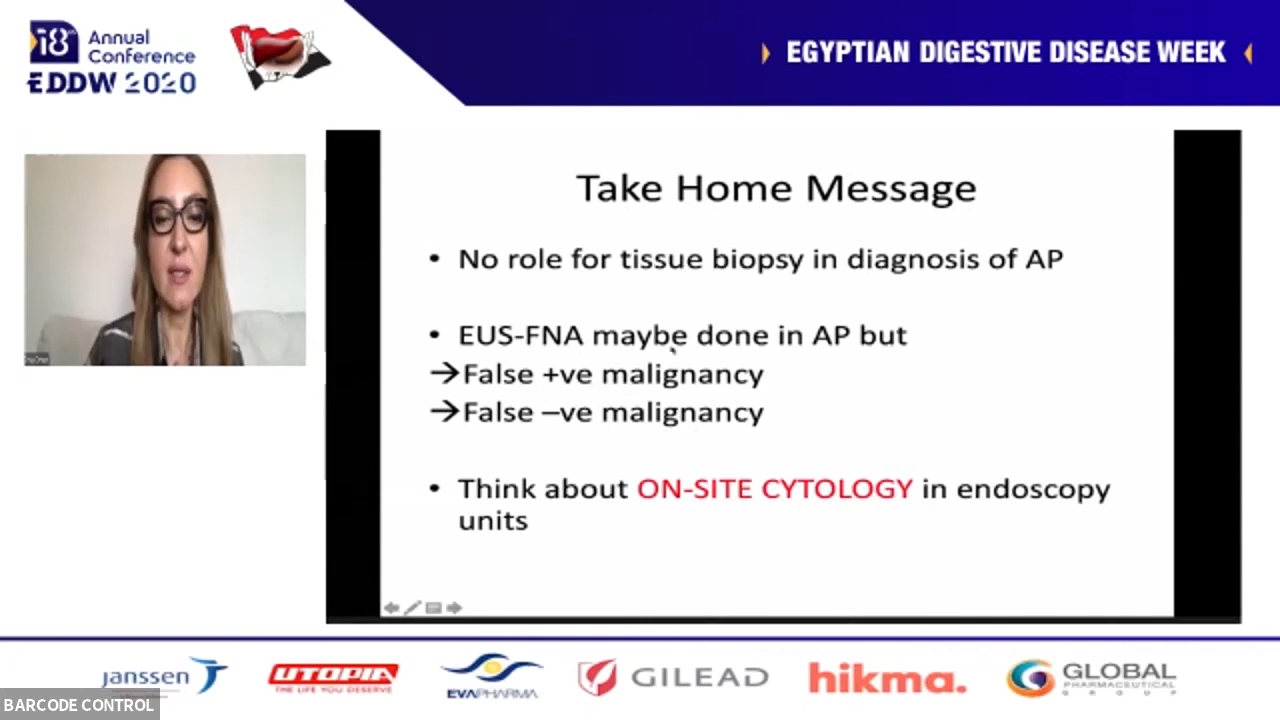 18th Annual
Conference
EDDW 2020
EGYPTIAN DIGESTIVE DISEASE WEEK
Take Home Message
• No role for tissue biopsy in diagnosis of AP
• EUS-FNA maybe done in AP but
→False +ve malignancy
→False –ve malignancy
• Think about ON-SITE CYTOLOGY in endoscopy
units
janssen
UTOPIA
THE LIFE YOU DESERVE
EVAPHARMA
GILEAD
hikma.
GLOBAL
PHARMACEUTICAL
GROUP
BARCODE CONTROL